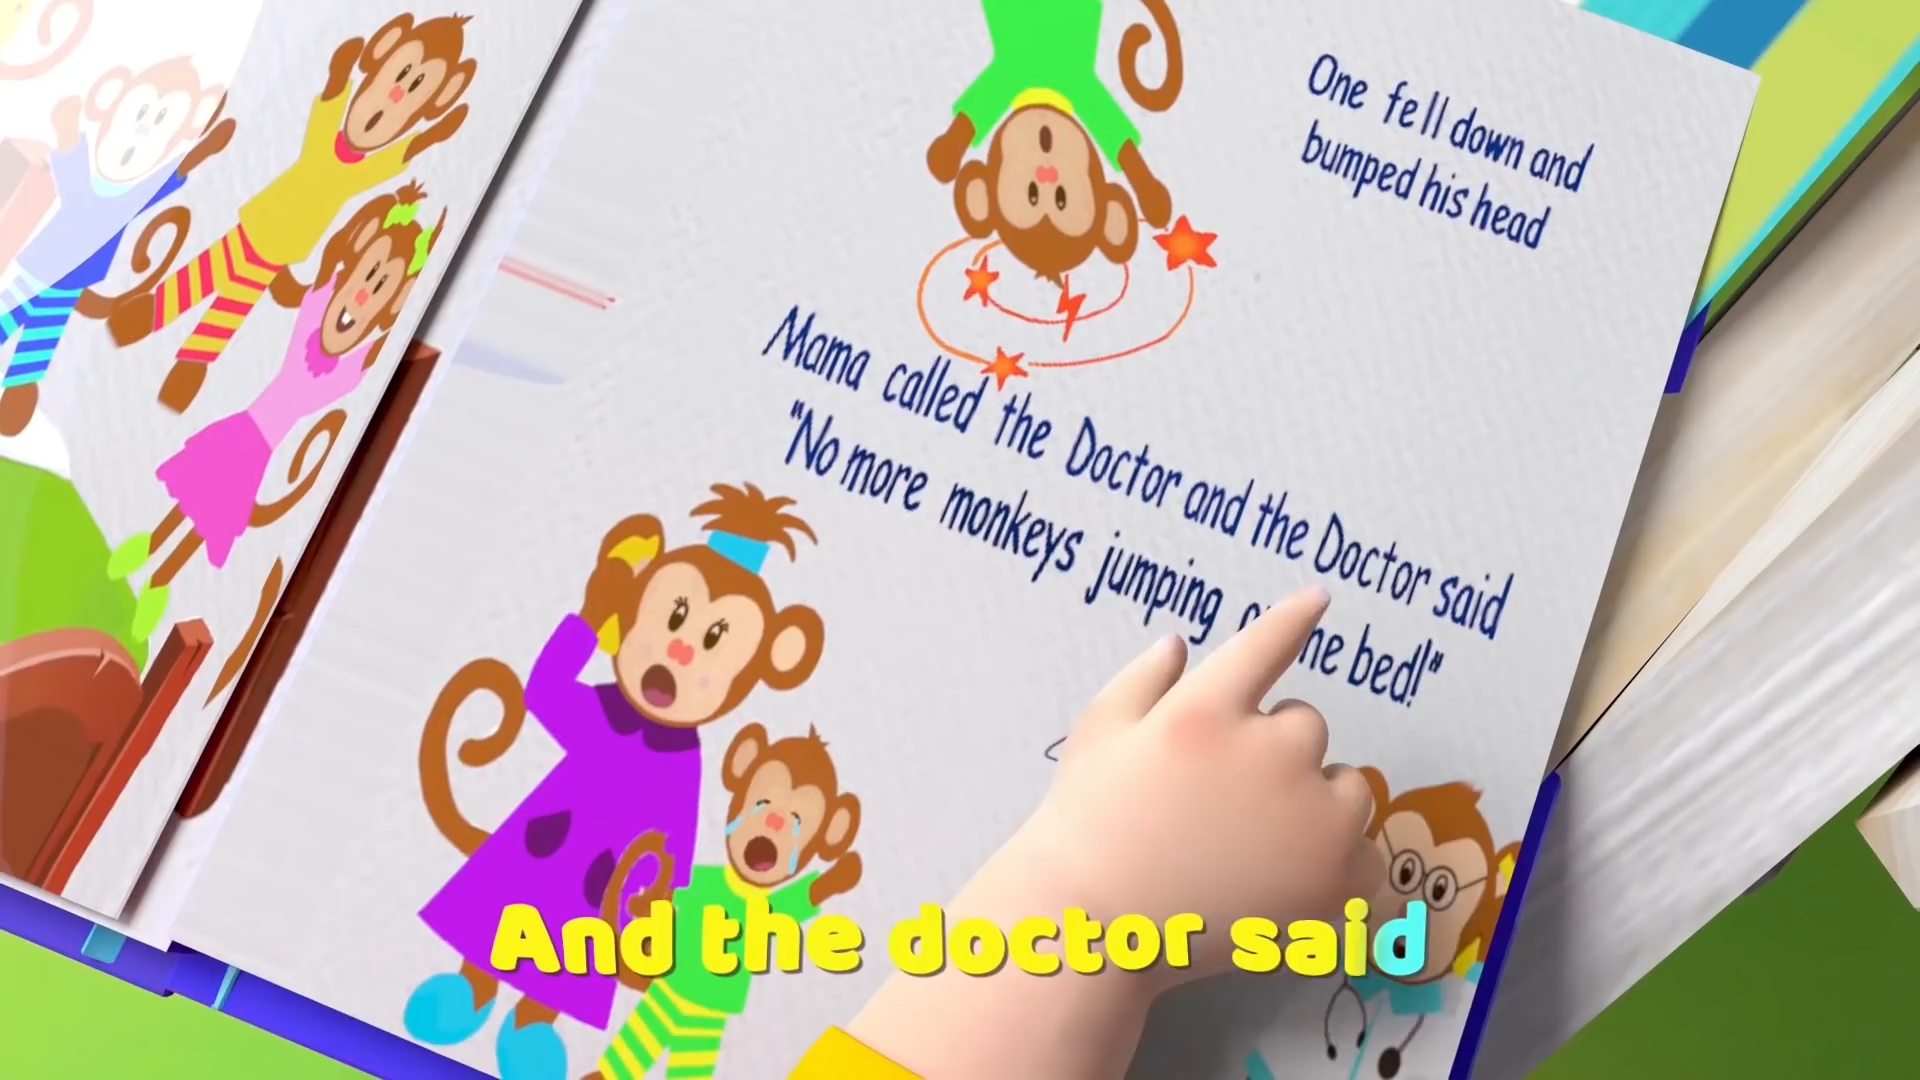 One fell down and
bumped his head
Mama called the Doctor and the Doctor said
"No more monkeys jumping bed!"
And the doctor said